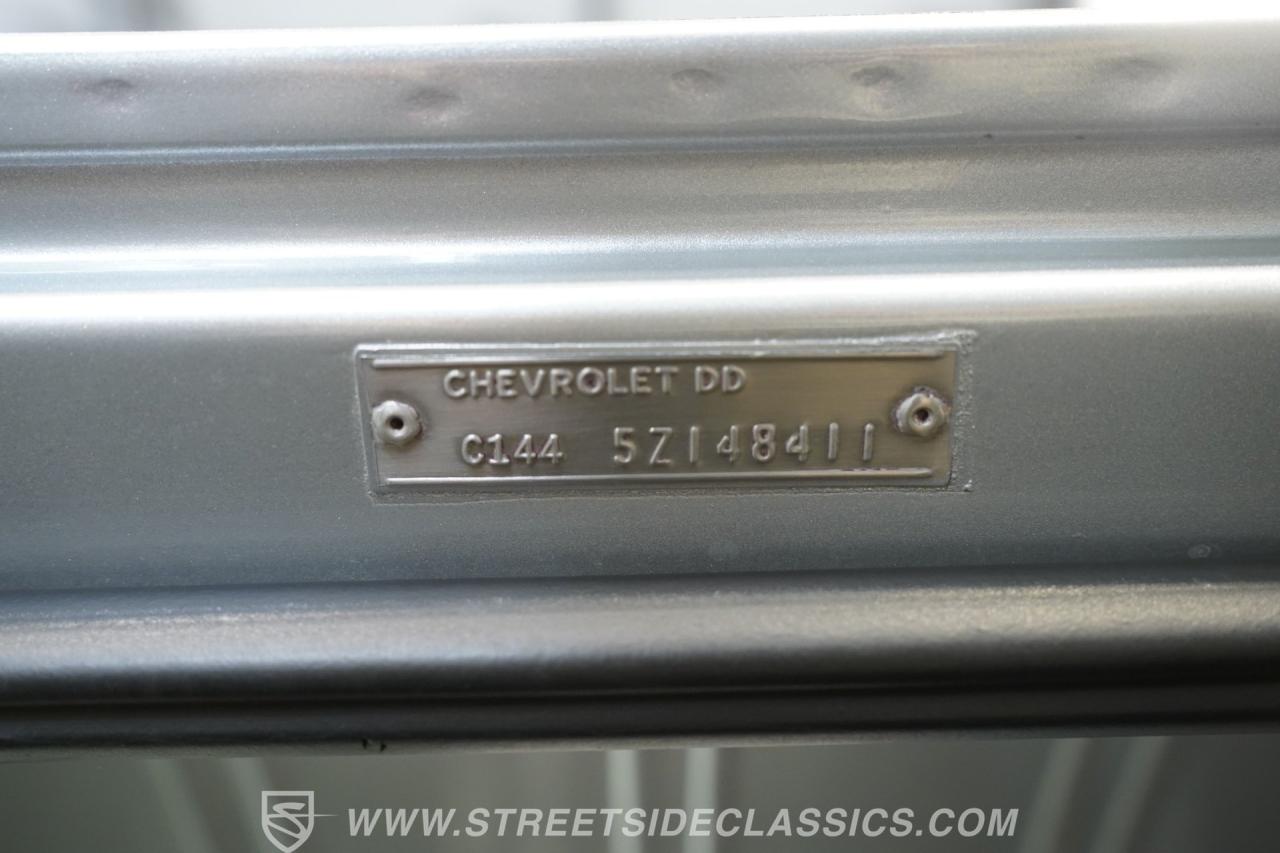 CHEVROLET DD
C144 5Z148411
WWW.STREETSIDECLASSICS.COM